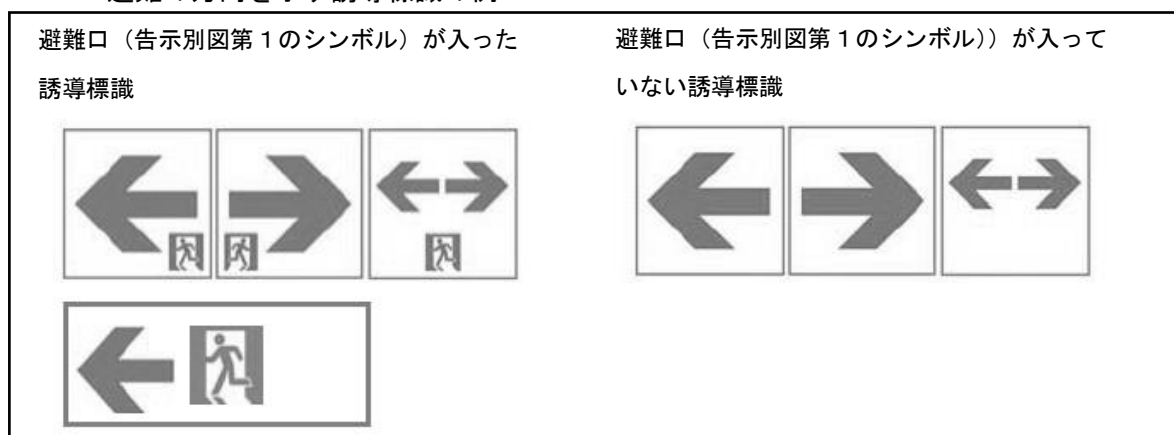 避難口（告示別図第１のシンボル）が入った
誘導標識
避難口（告示別図第１のシンボル））が入って
いない誘導標識